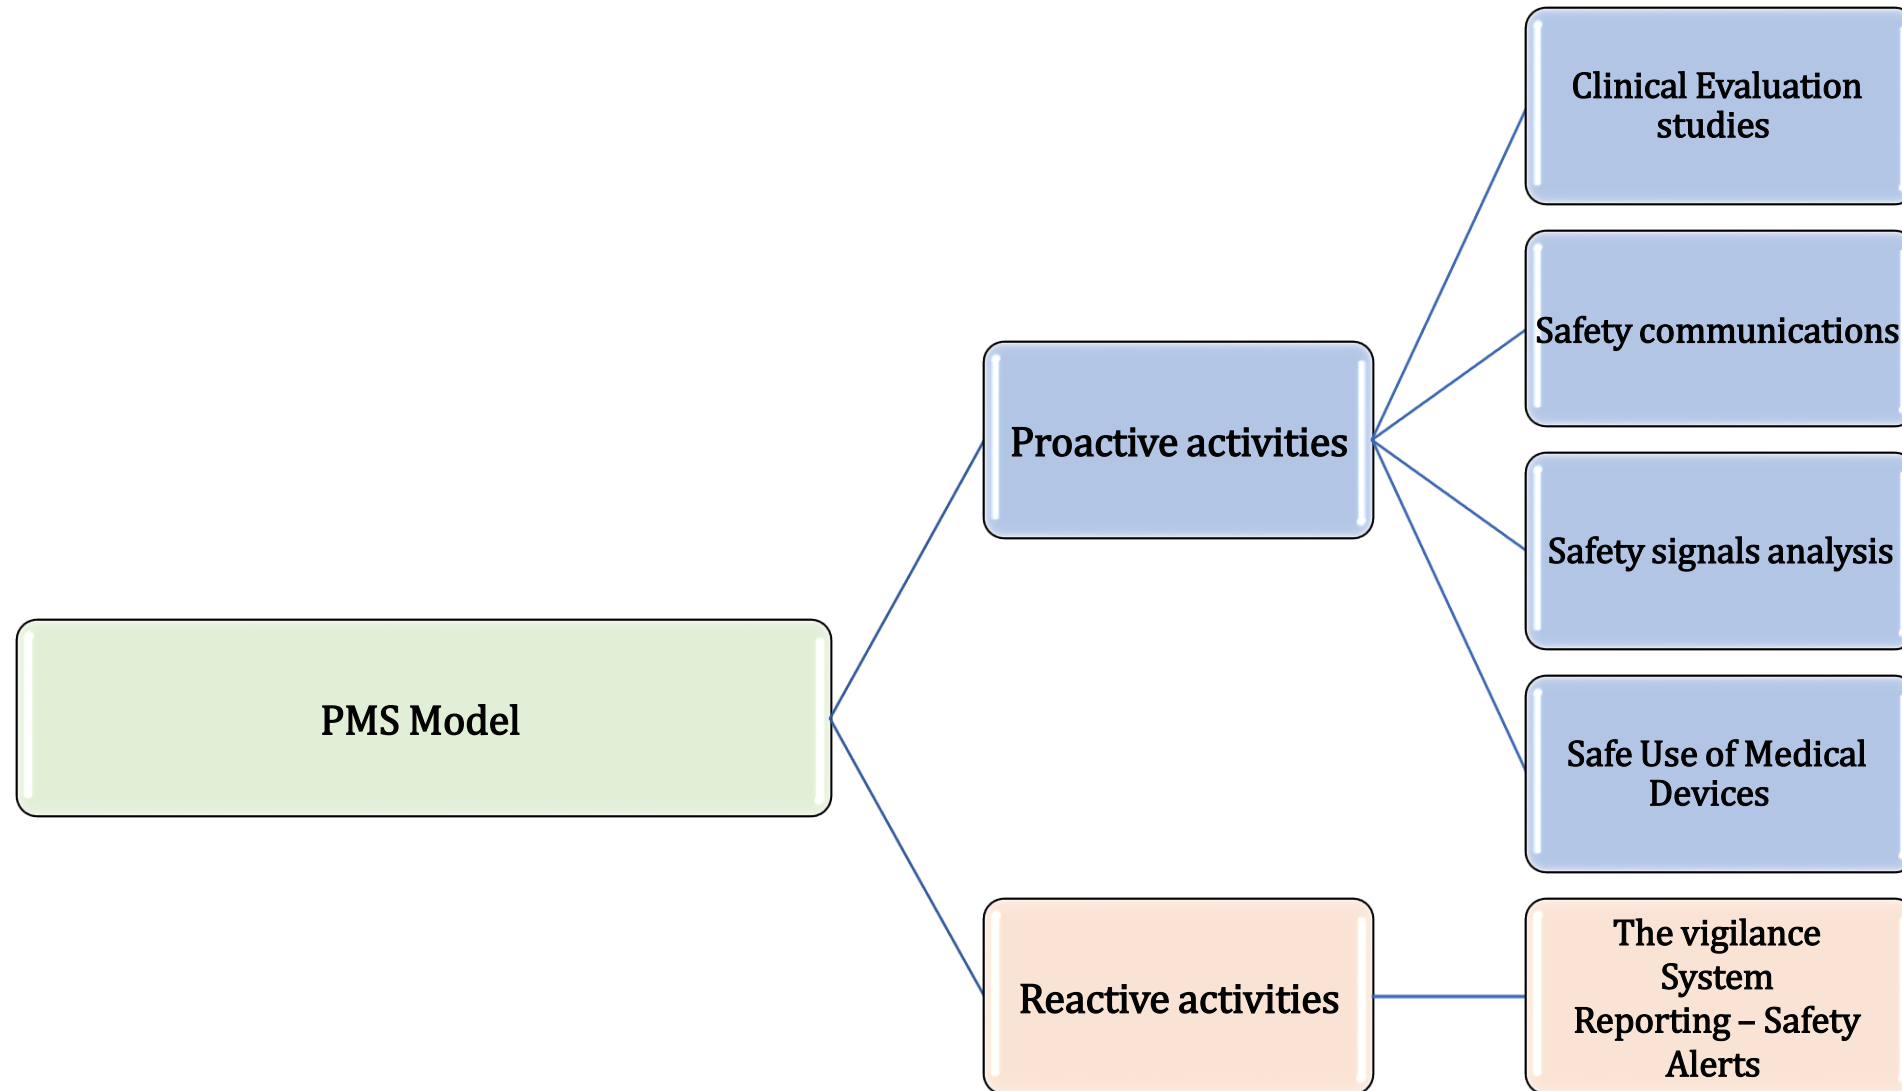 Clinical Evaluation
studies
Safety communications
Proactive activities
Safety signals analysis
PMS Model
Safe Use of Medical
Devices
Reactive activities
The vigilance
System
Reporting – Safety
Alerts